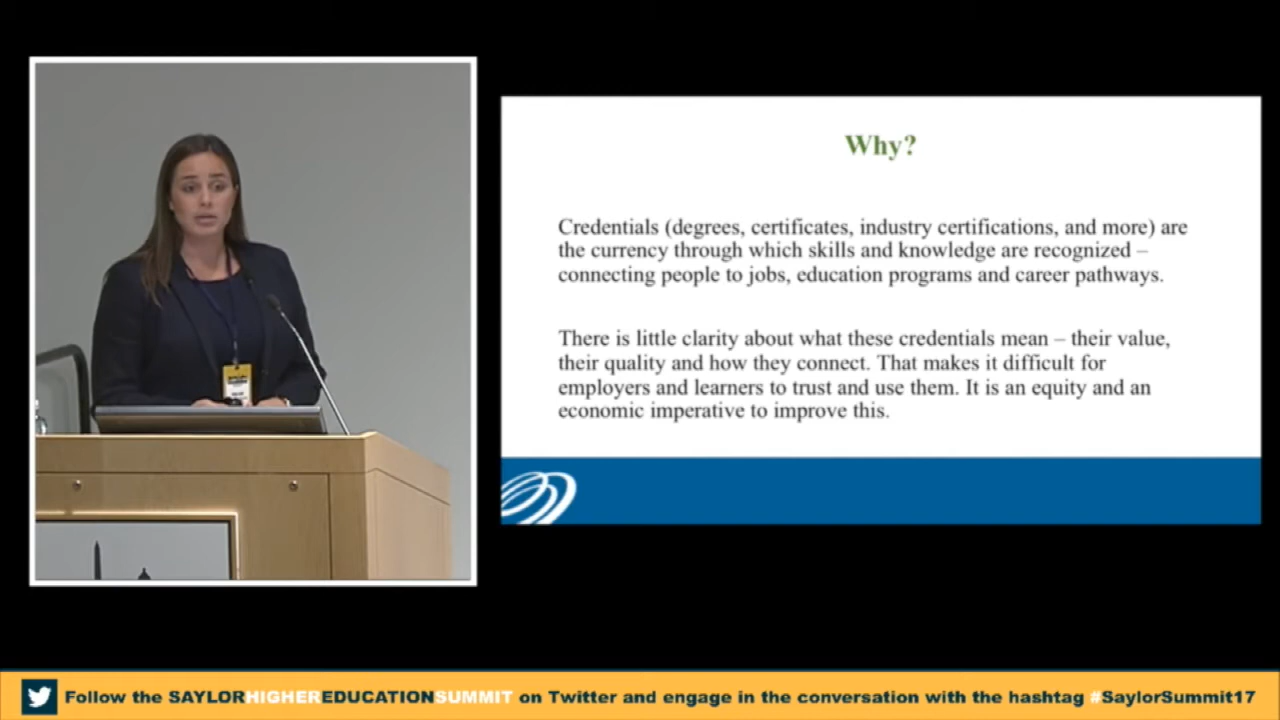 Why?
Credentials (degrees, certificates, industry certifications, and more) are
the currency through which skills and knowledge are recognized –
connecting people to jobs, education programs and career pathways.
There is little clarity about what these credentials mean – their value,
their quality and how they connect. That makes it difficult for
employers and learners to trust and use them. It is an equity and an
economic imperative to improve this.
Follow the SAYLORHIGHEREDUCATIONSUMMIT on Twitter and engage in the conversation with the hashtag #SaylorSummit17